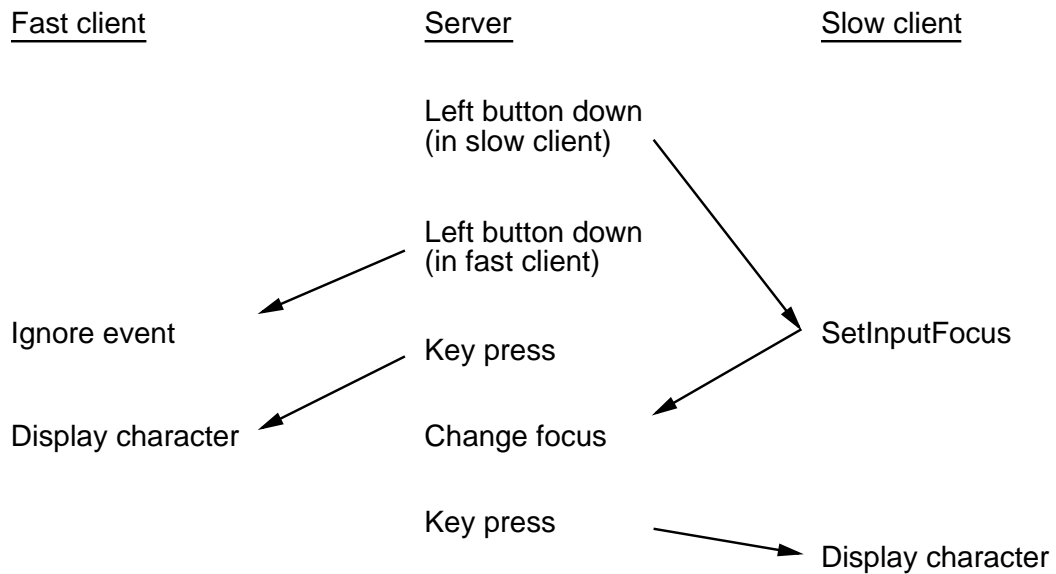 Fast client
Server
Slow client
Left button down
(in slow client)
Left button down
(in fast client)
Ignore event
Key press
SetInputFocus
Display character
Change focus
Key press
Display character